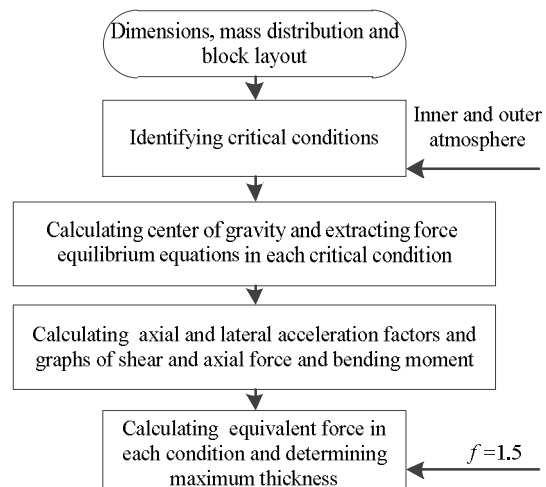 Dimensions, mass distribution and
block layout
Identifying critical conditions
Inner and outer
atmosphere
Calculating center of gravity and extracting force
equilibrium equations in each critical condition
Calculating axial and lateral acceleration factors and
graphs of shear and axial force and bending moment
Calculating equivalent force in
each condition and determining
maximum thickness
f =1.5